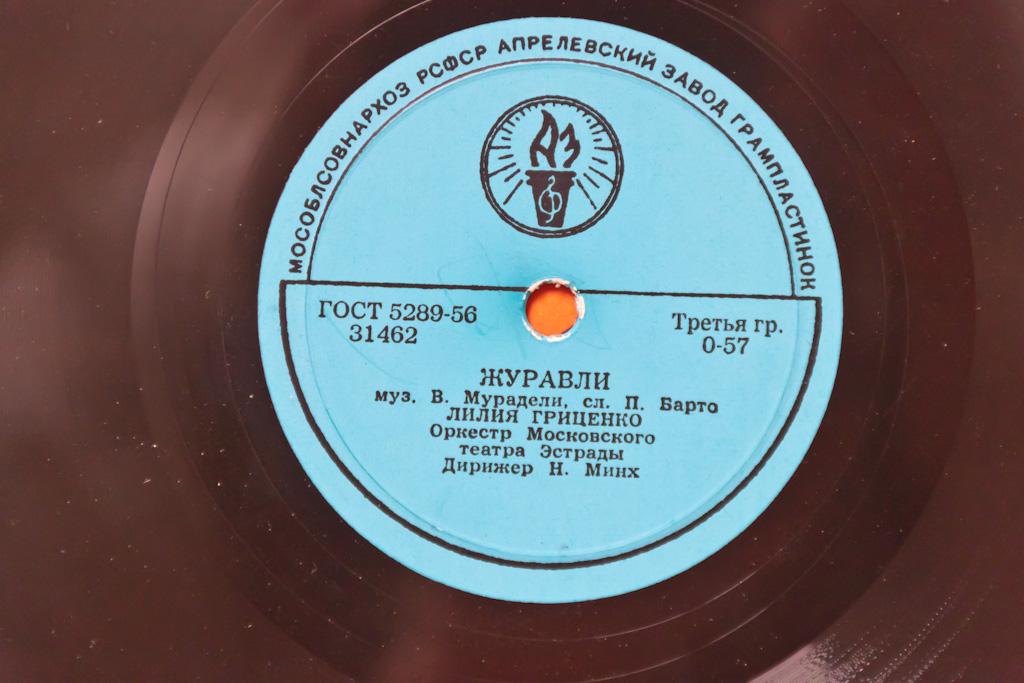 МОСОБЛСОВНАРХОЗ РСФСР АПРЕЛЕВСКИЙ ЗАВОД ГРАМПЛАСТИНОК
АЗ
ГОСТ 5289-56
31462
Третья гр.
0-57
ЖУРАВЛИ
муз. В. Мурадели, сл. П. Барто
ЛИЛИЯ ГРИЦЕНКО
Оркестр Московского
театра Эстрады
Дирижер Н. Минх